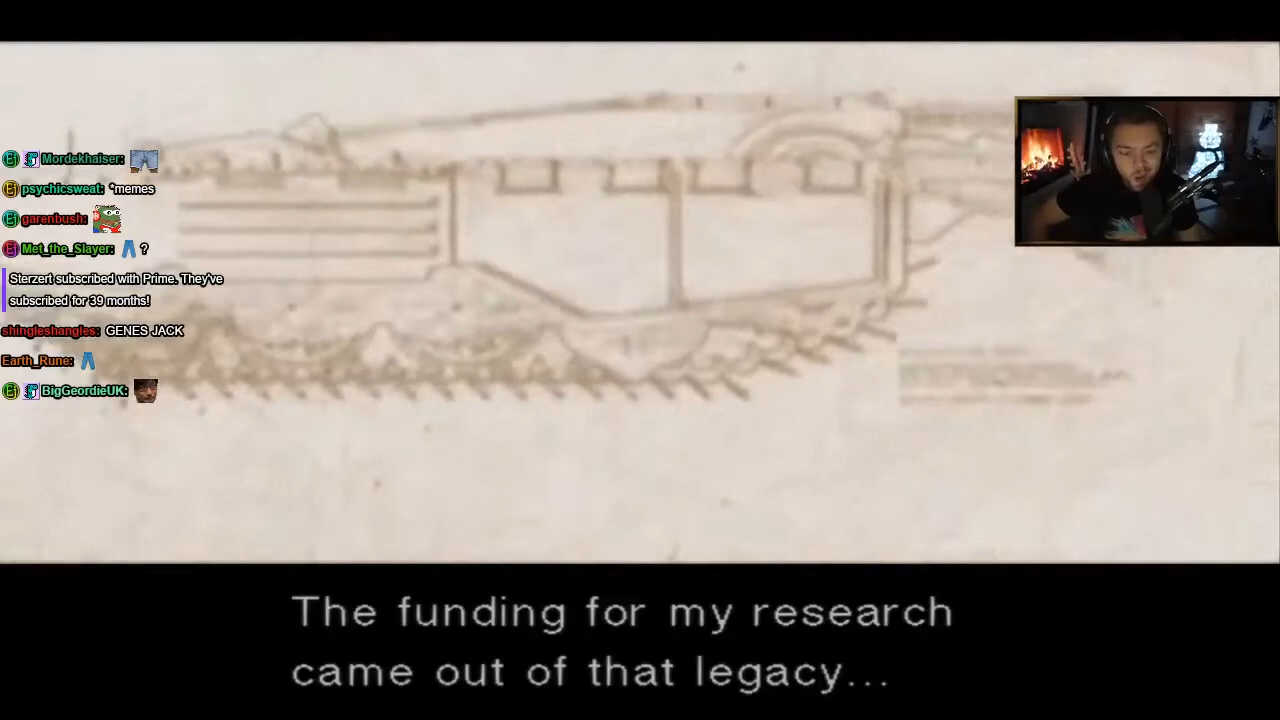 Mordekhaiser:
psychicsweat: *memes
garenbush:
Met_the_Slayer: ?
Sterzert subscribed with Prime. They've
subscribed for 39 months!
shingleshangles: GENES JACK
Earth_Rune:
BigGeordieUK:
The funding for my research
came out of that legacy...